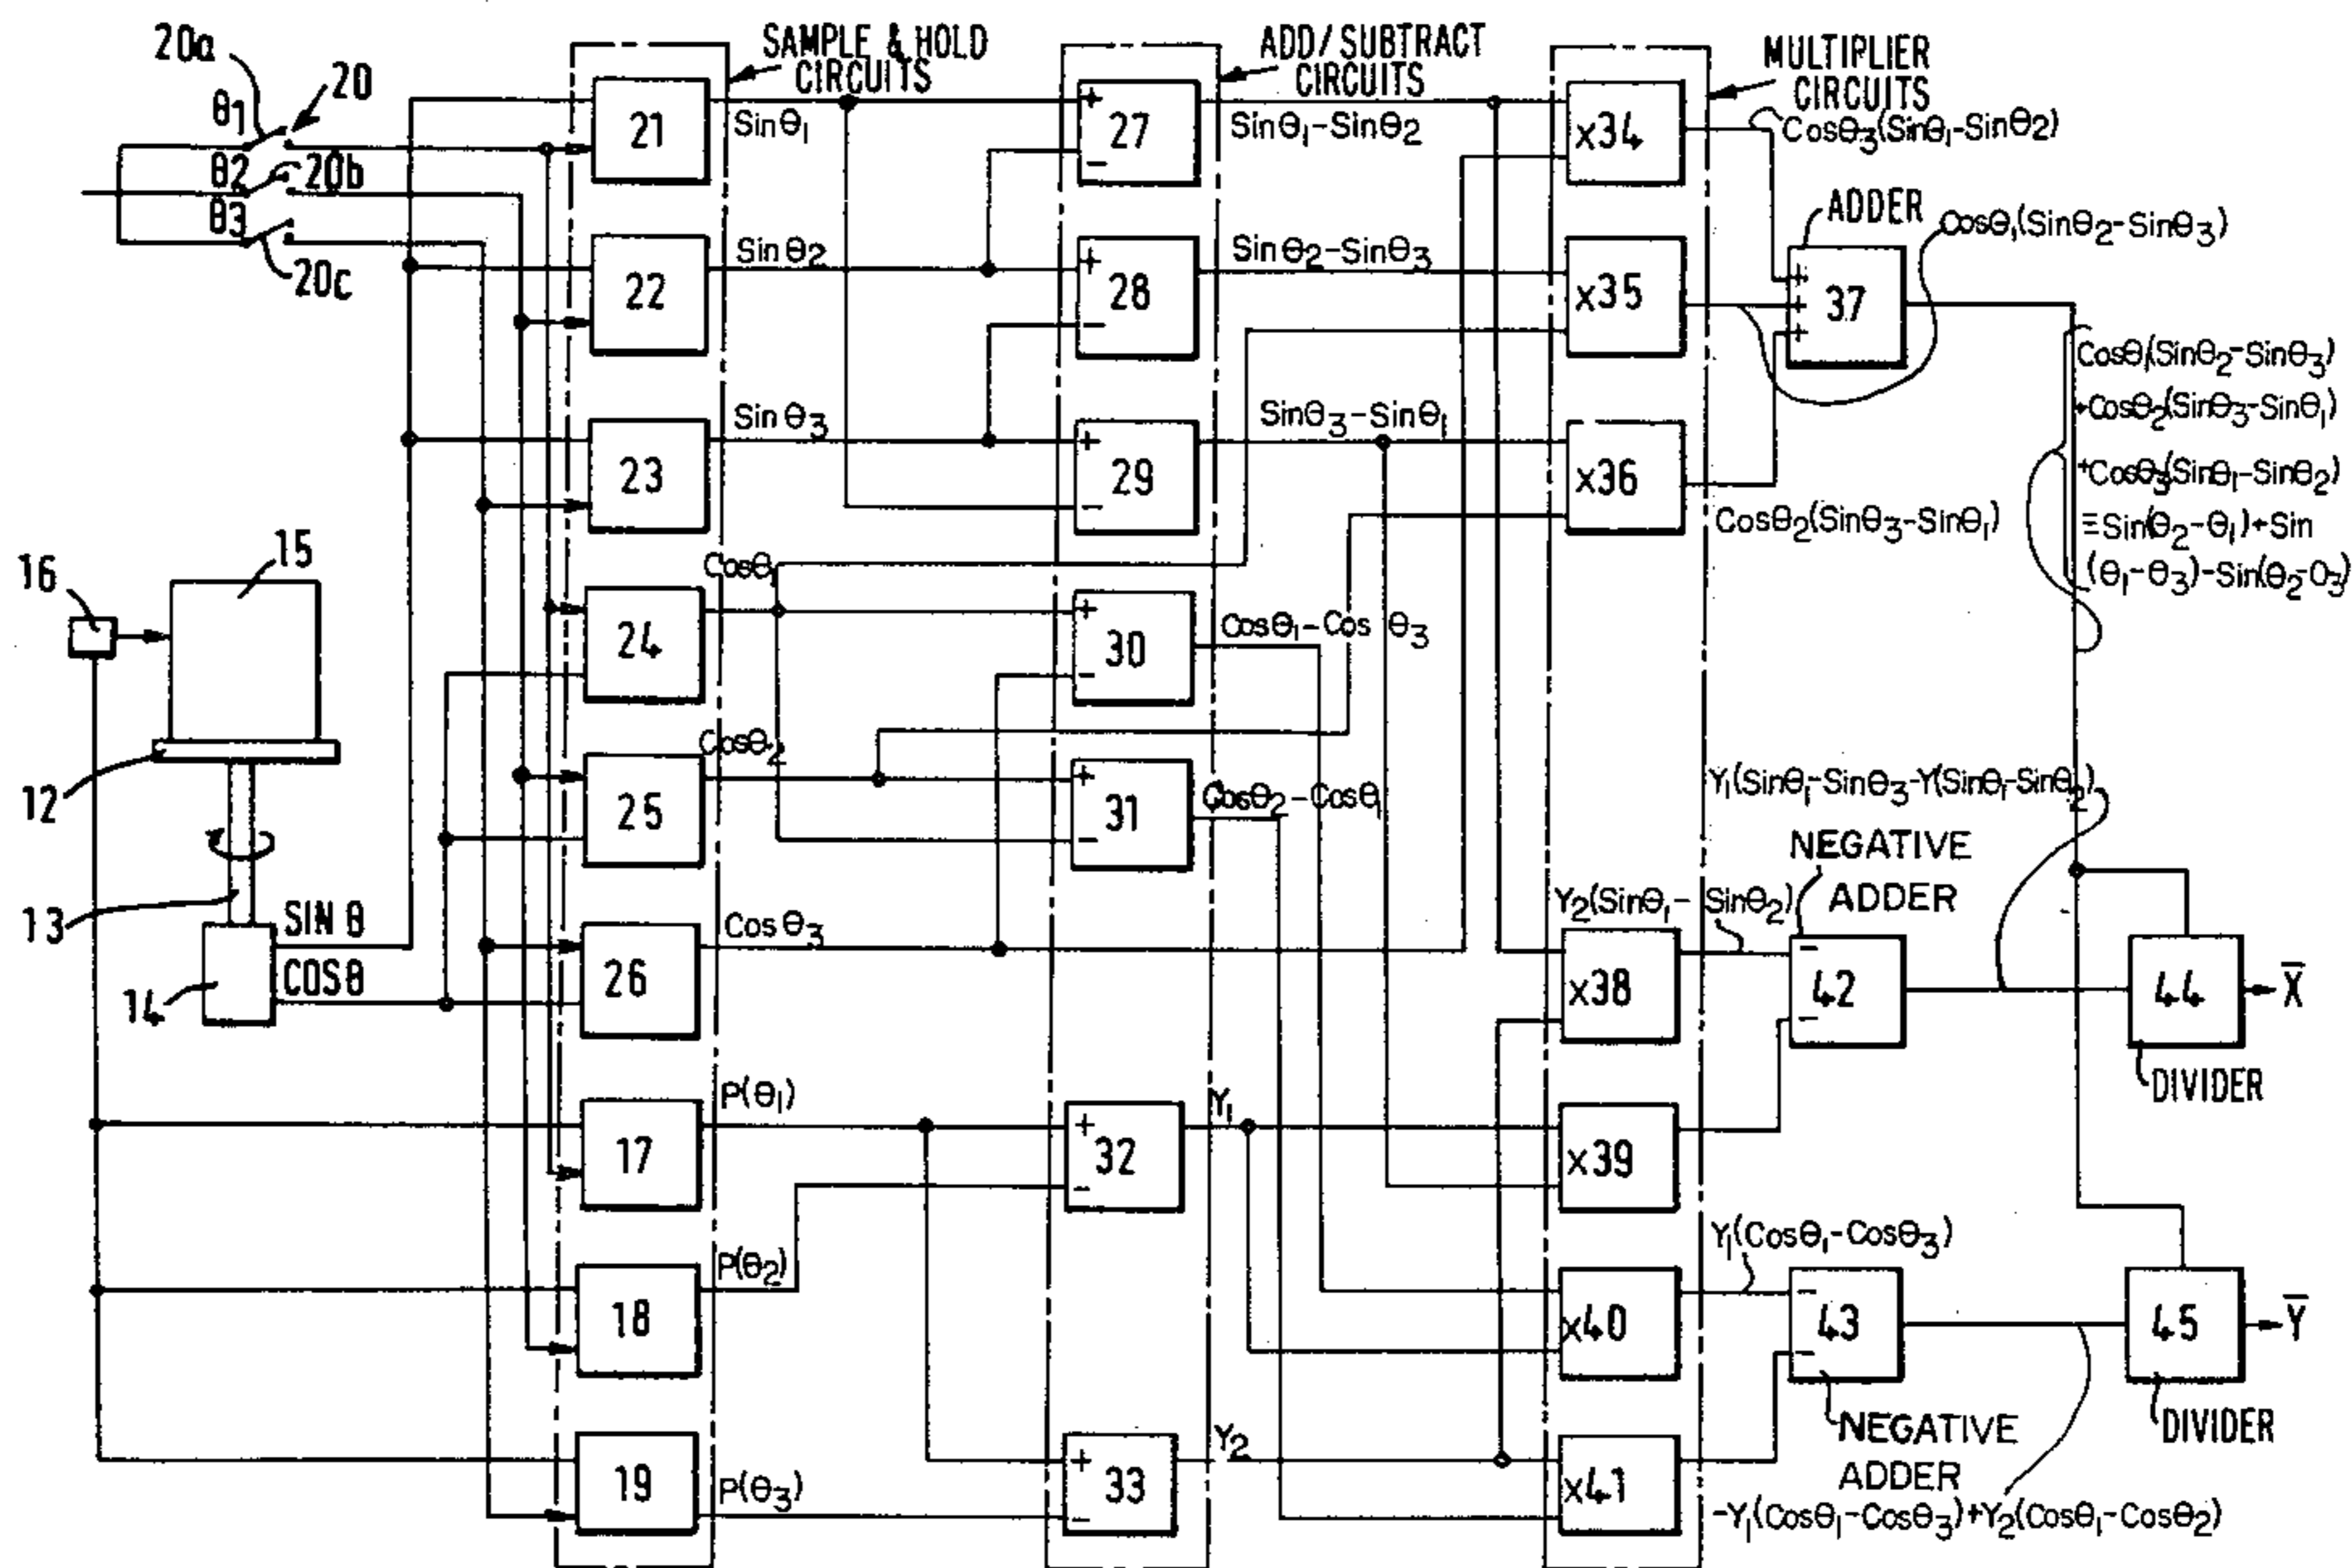 20a
θ1
20
θ2
20b
θ3
20c
SAMPLE & HOLD
CIRCUITS
ADD/SUBTRACT
CIRCUITS
MULTIPLIER
CIRCUITS
21
Sinθ1
+
-
27
Sinθ1-Sinθ2
x34
Cosθ3(Sinθ1-Sinθ2)
22
Sinθ2
+
-
28
Sinθ2-Sinθ3
x35
ADDER
+
+
+
37
Cosθ1(Sinθ2-Sinθ3)
Cosθ1(Sinθ2-Sinθ3)
+Cosθ2(Sinθ3-Sinθ1)
+Cosθ3(Sinθ1-Sinθ2)
≡Sin(θ2-θ1)+Sin
(θ1-θ3)-Sin(θ2-O3)
23
Sinθ3
+
-
29
Sinθ3-Sinθ1
x36
Cosθ2(Sinθ3-Sinθ1)
16
15
12
13
14
SIN θ
COS θ
24
Cosθ1
+
-
30
Cosθ1-Cos θ3
25
Cosθ2
+
-
31
Cosθ2-Cosθ1
Y1(Sinθ1-Sinθ3-Y(Sinθ1-Sinθ2)
26
Cosθ3
Y2(Sinθ1-Sinθ2)
NEGATIVE
ADDER
x38
-
-
42
44
X̄
DIVIDER
17
P(θ1)
+
-
32
Y1
x39
18
P(θ2)
x40
Y1(Cosθ1-Cosθ3)
-
-
43
45
Ȳ
DIVIDER
19
P(θ3)
+
-
33
Y2
x41
NEGATIVE
ADDER
-Y1(Cosθ1-Cosθ3)+Y2(Cosθ1-Cosθ2)